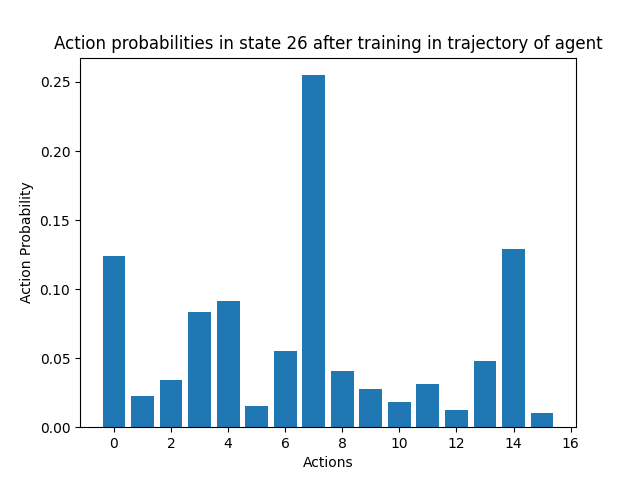 Action probabilities in state 26 after training in trajectory of agent
0.25
0.20
0.15
0.10
0.05
0.00
Action Probability
0 2 4 6 8 10 12 14 16
Actions